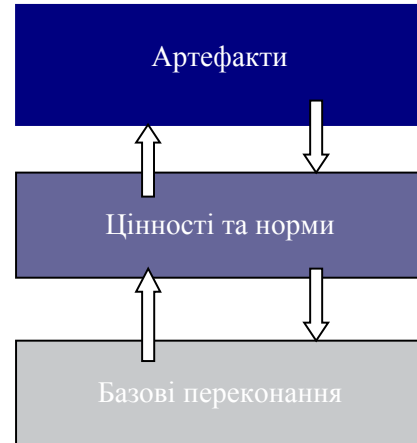 Артефакти
Цінності та норми
Базові переконання